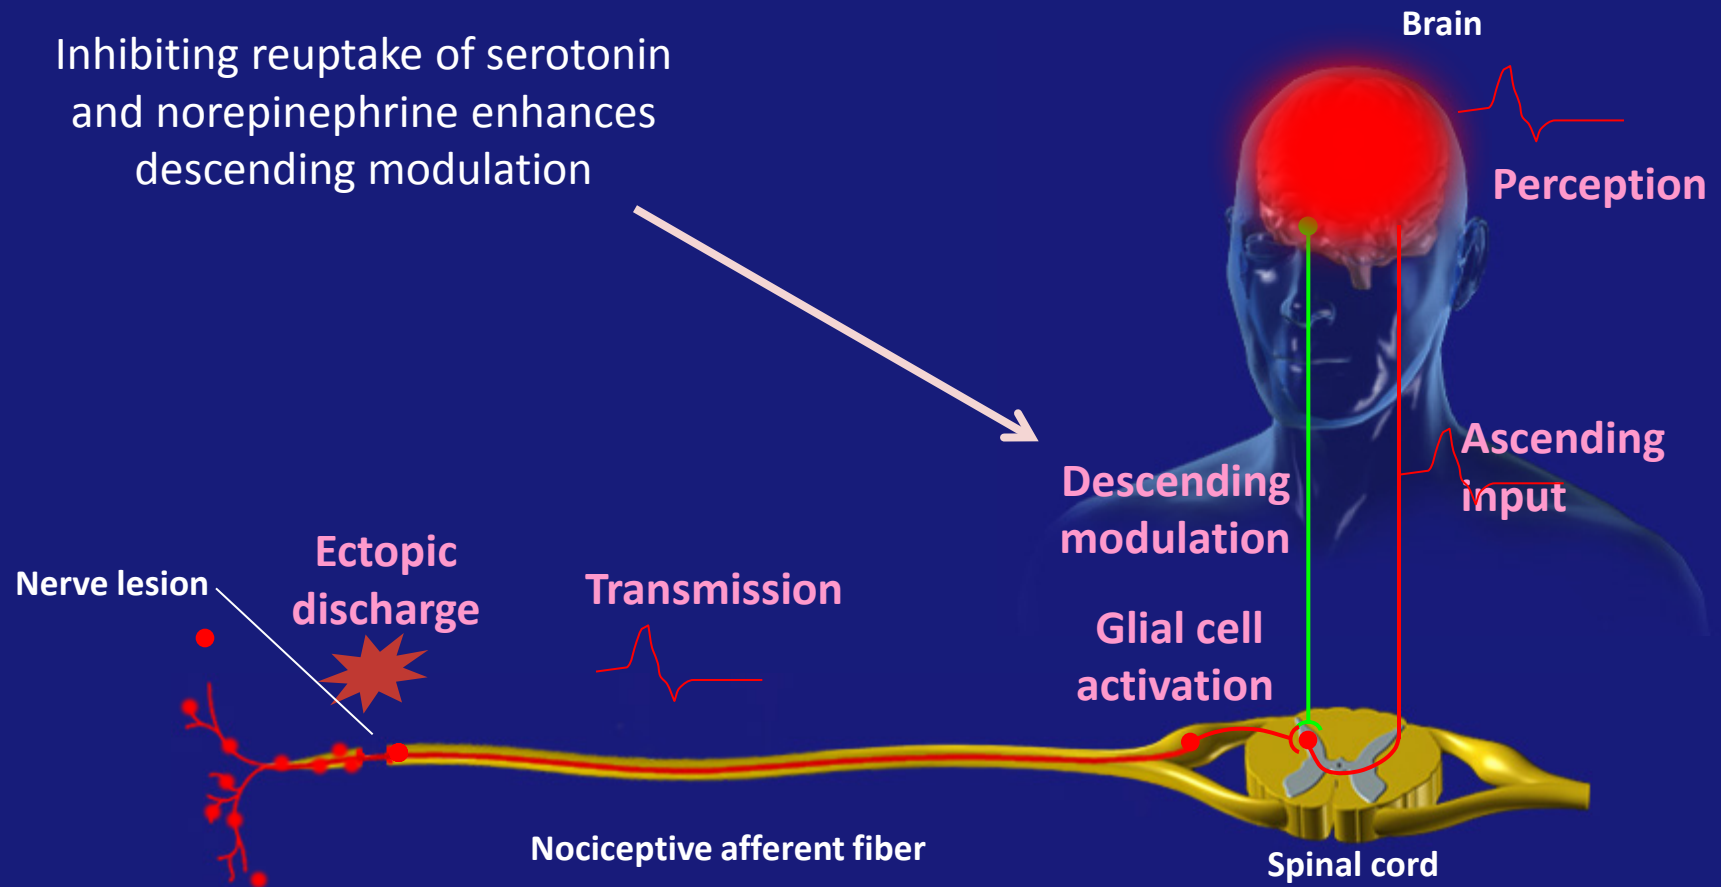 Inhibiting reuptake of serotonin
and norepinephrine enhances
descending modulation
Brain
Perception
Ascending
input
Descending
modulation
Ectopic
discharge
Nerve lesion
Transmission
Glial cell
activation
Nociceptive afferent fiber
Spinal cord